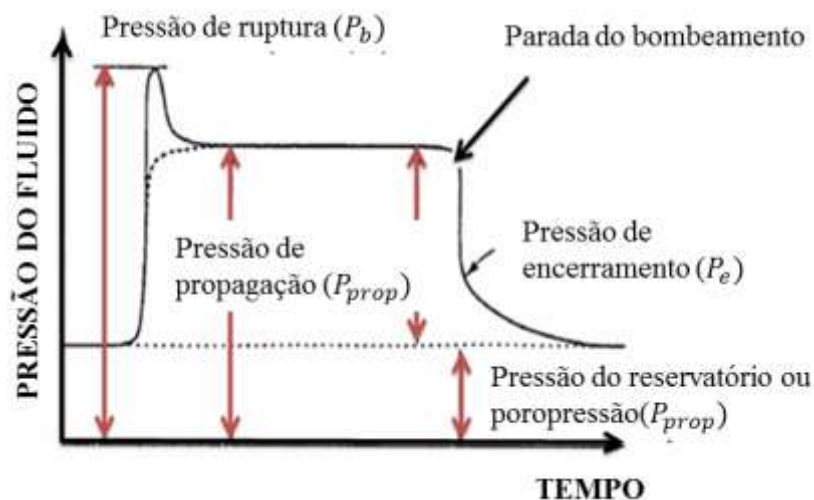 Pressão de ruptura (P_b)
Parada do bombeamento
PRESSÃO DO FLUIDO
Pressão de
propagação (P_prop)
Pressão de
encerramento (P_e)
Pressão do reservatório ou
poropressão(P_prop)
TEMPO